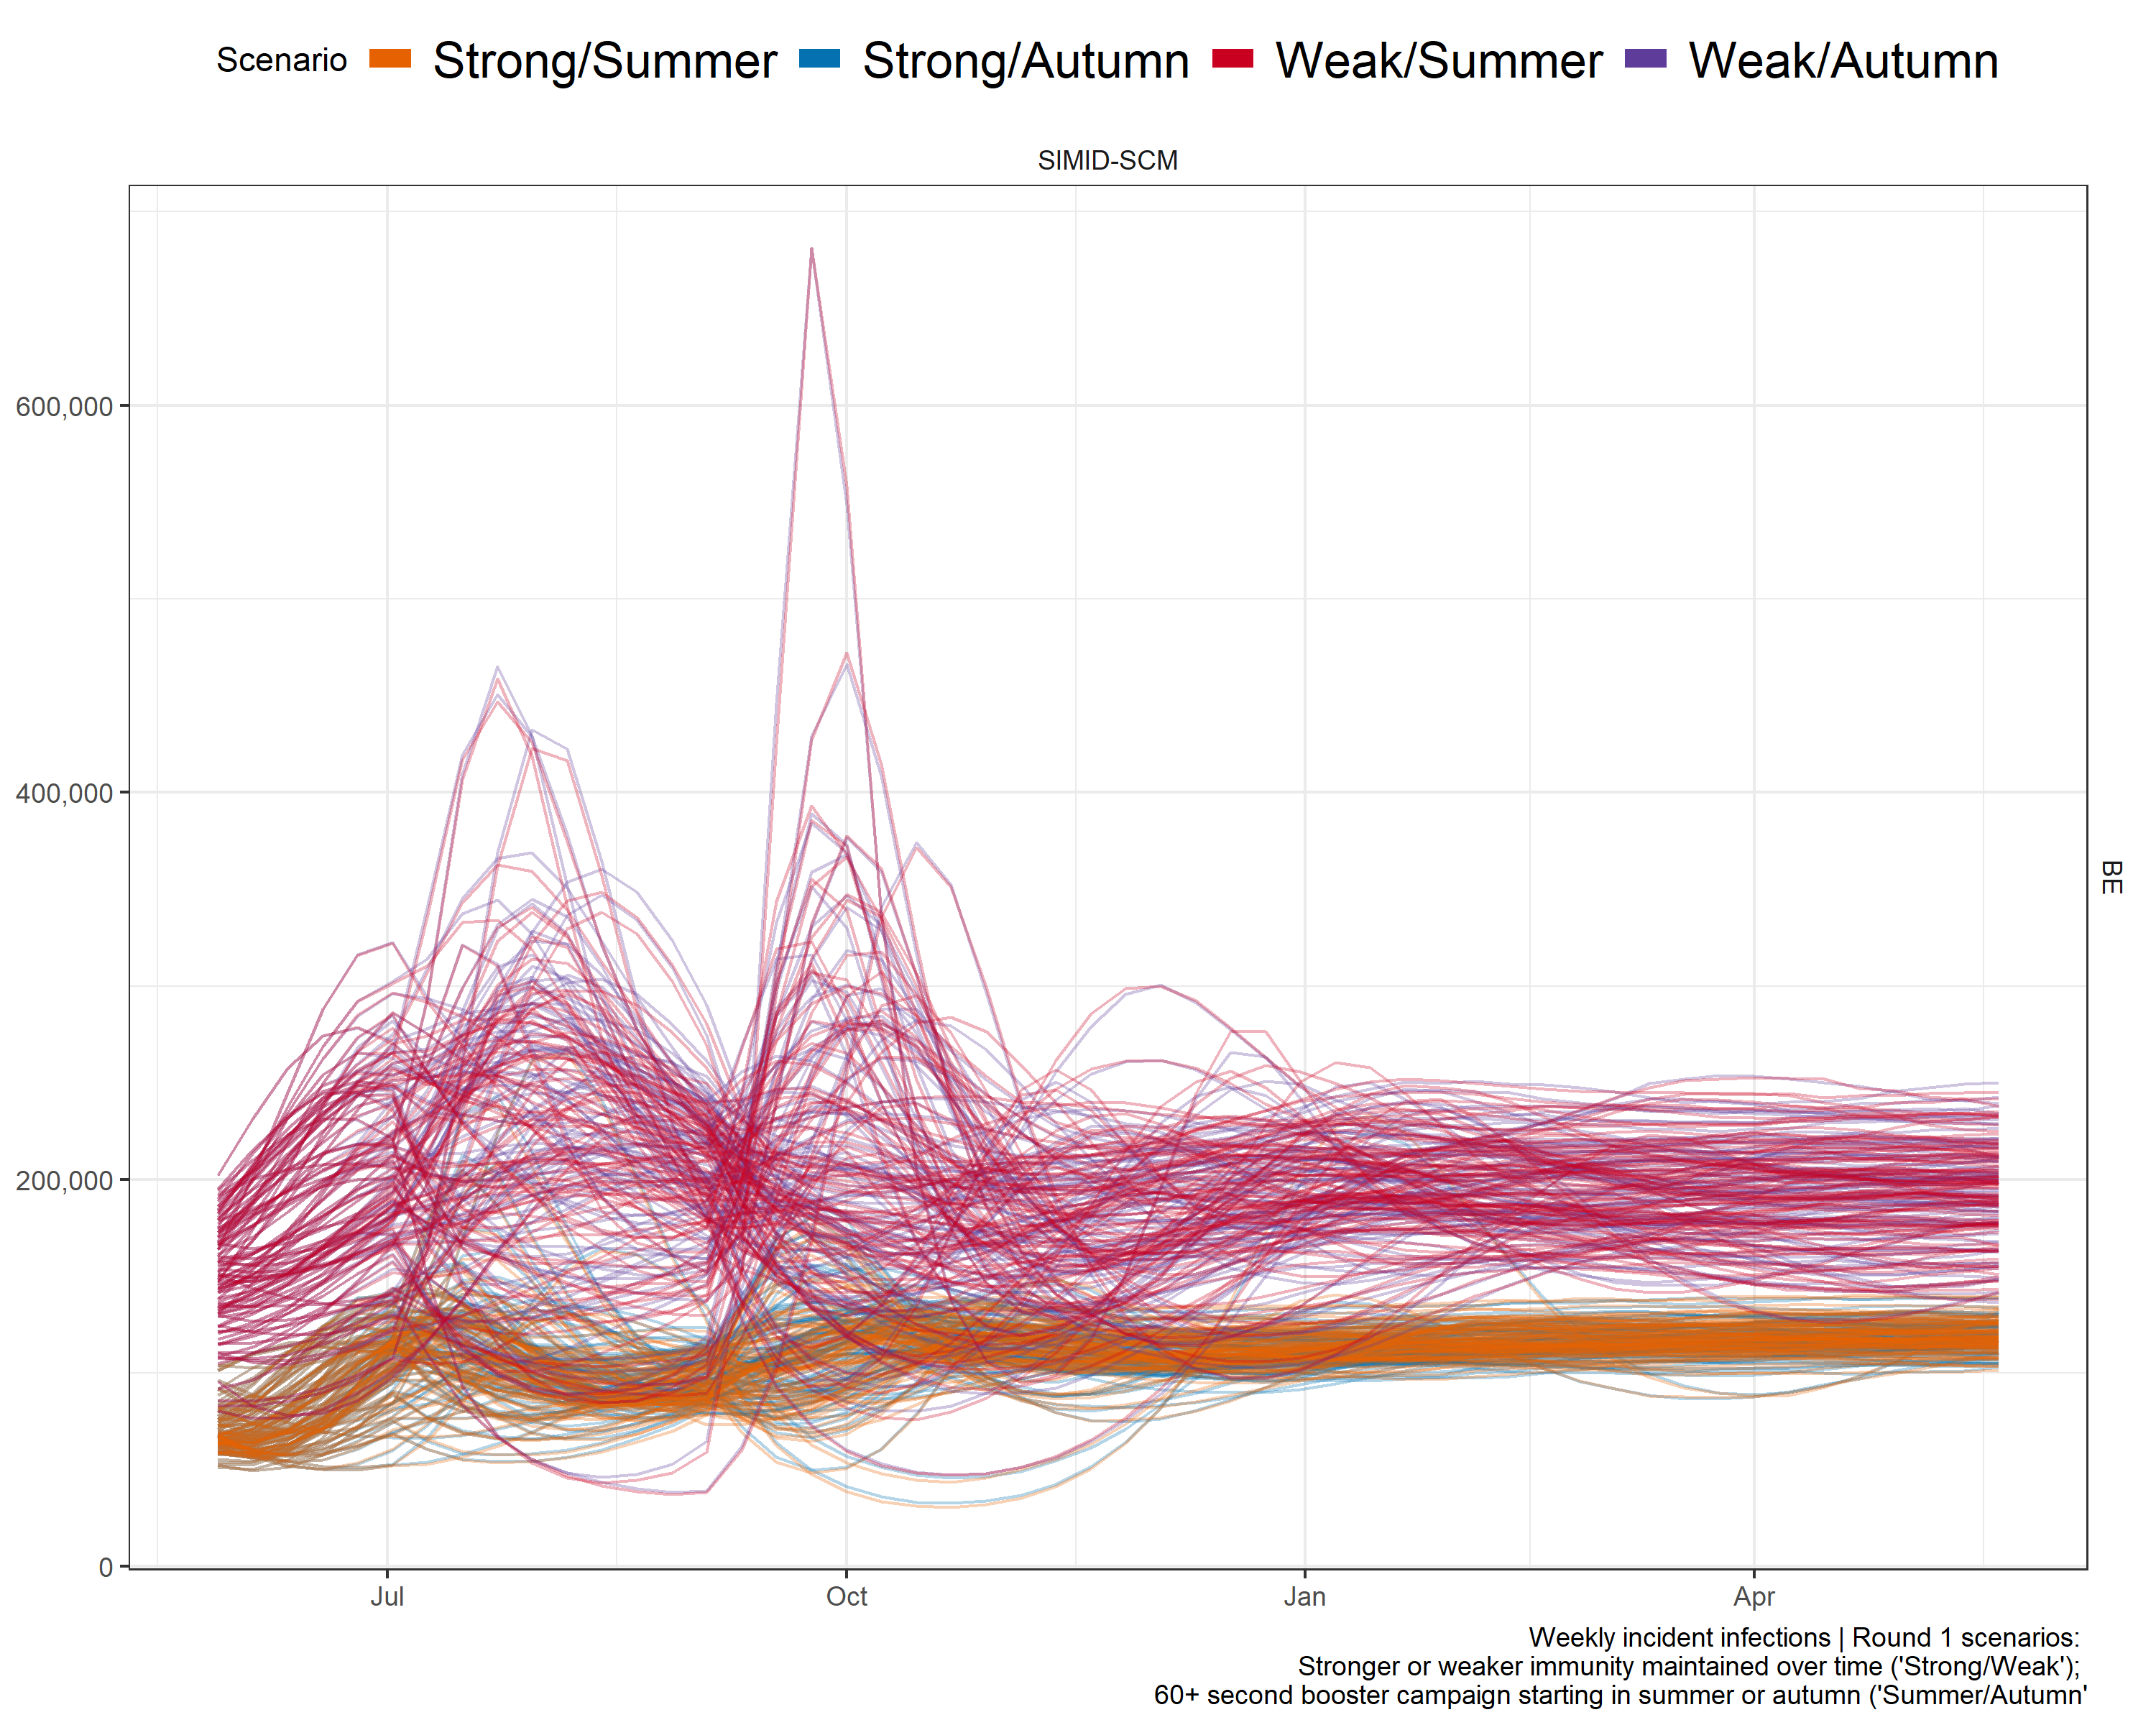 Scenario Strong/Summer Strong/Autumn Weak/Summer Weak/Autumn
SIMID-SCM
600,000
400,000
200,000
0
BE
Jul Oct Jan Apr
Weekly incident infections | Round 1 scenarios:
Stronger or weaker immunity maintained over time ('Strong/Weak');
60+ second booster campaign starting in summer or autumn ('Summer/Autumn'